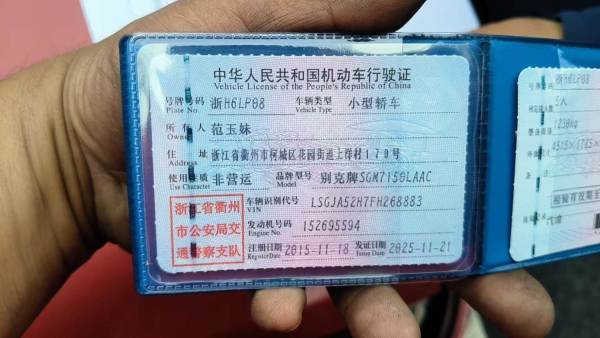 中华人民共和国机动车行驶证
Vehicle License of the People's Republic of China
号牌号码 浙H6LP08 车辆类型 小型轿车
Plate No. Vehicle Type
所有人 范玉妹
Owner
住址 浙江省衢州市柯城区花园街道上洋村179号
使用性质 非营运 品牌型号 别克牌SGM7150LAAC
Use Character Model
浙江省衢州
市公安局交
通警察支队
车辆识别代号 LSGJA52H7FH268883
VIN
发动机号码 152695594
Engine No.
注册日期 2015-11-18 发证日期 2025-11-21
Register Date Issue Date
浙H6LP08
5人